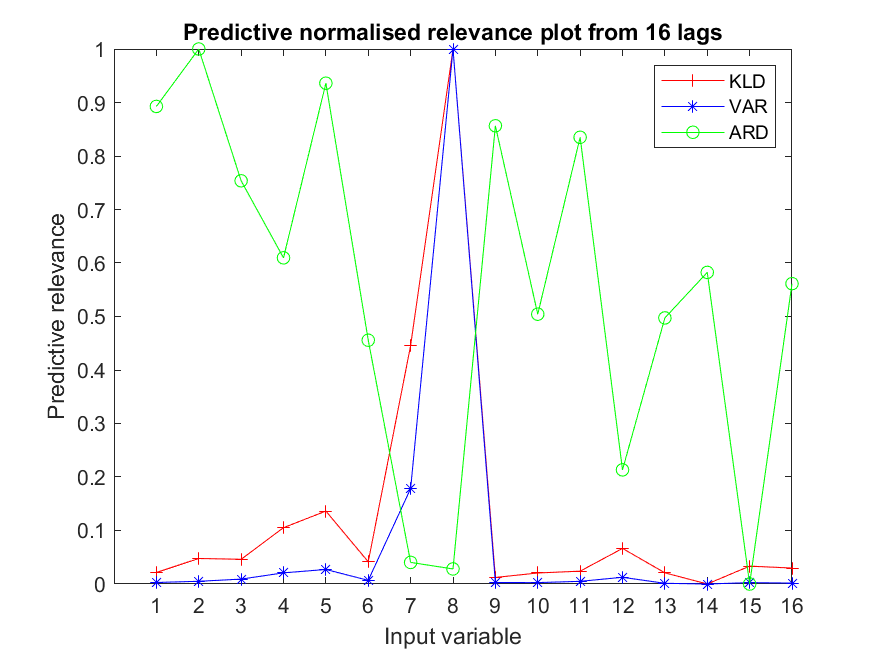 Predictive normalised relevance plot from 16 lags
KLD
VAR
ARD
Predictive relevance
1
0.9
0.8
0.7
0.6
0.5
0.4
0.3
0.2
0.1
0
1 2 3 4 5 6 7 8 9 10 11 12 13 14 15 16
Input variable